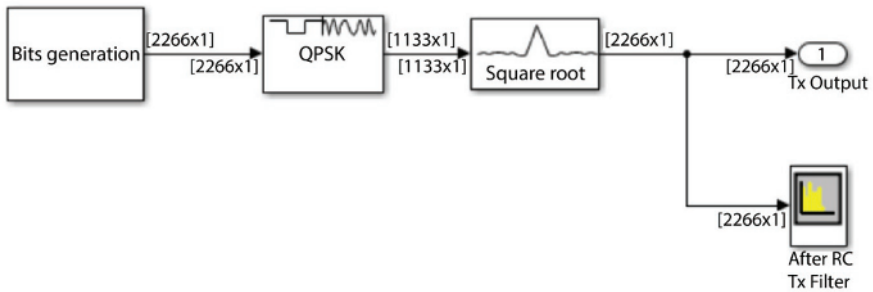 Bits generation
[2266x1]
[2266x1]
QPSK
[1133x1]
[1133x1]
Square root
[2266x1]
[2266x1]
1
Tx Output
[2266x1]
After RC
Tx Filter